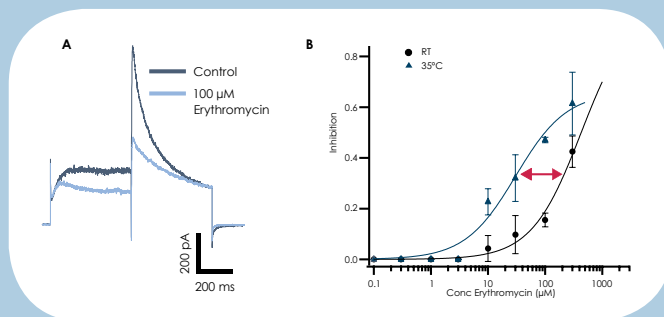 A
Control
100 µM
Erythromycin
200 pA
200 ms
B
RT
35°C
Inhibition
0.8
0.6
0.4
0.2
0.0
0.1
1
10
100
1000
Conc Erythromycin (µM)